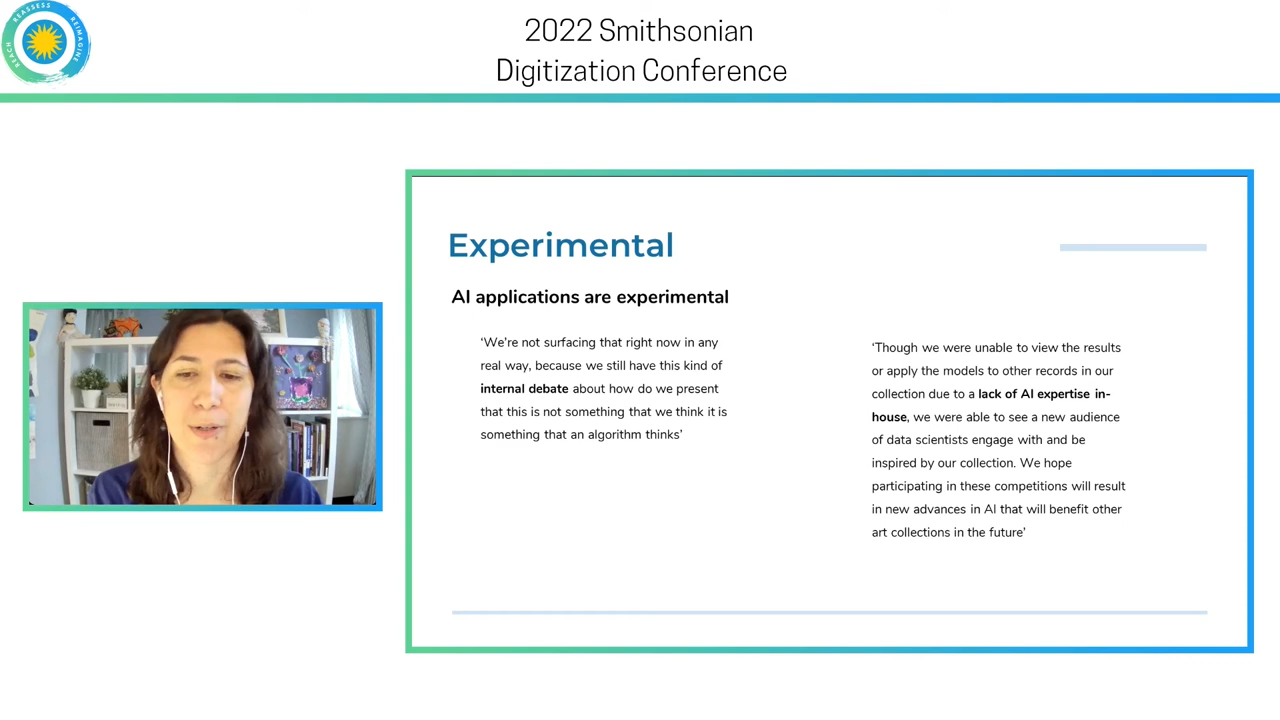 REACH REASSESS REIMAGINE
2022 Smithsonian
Digitization Conference
Experimental
AI applications are experimental
‘We’re not surfacing that right now in any
real way, because we still have this kind of
internal debate about how do we present
that this is not something that we think it is
something that an algorithm thinks’
‘Though we were unable to view the results
or apply the models to other records in our
collection due to a lack of AI expertise in-
house, we were able to see a new audience
of data scientists engage with and be
inspired by our collection. We hope
participating in these competitions will result
in new advances in AI that will benefit other
art collections in the future’